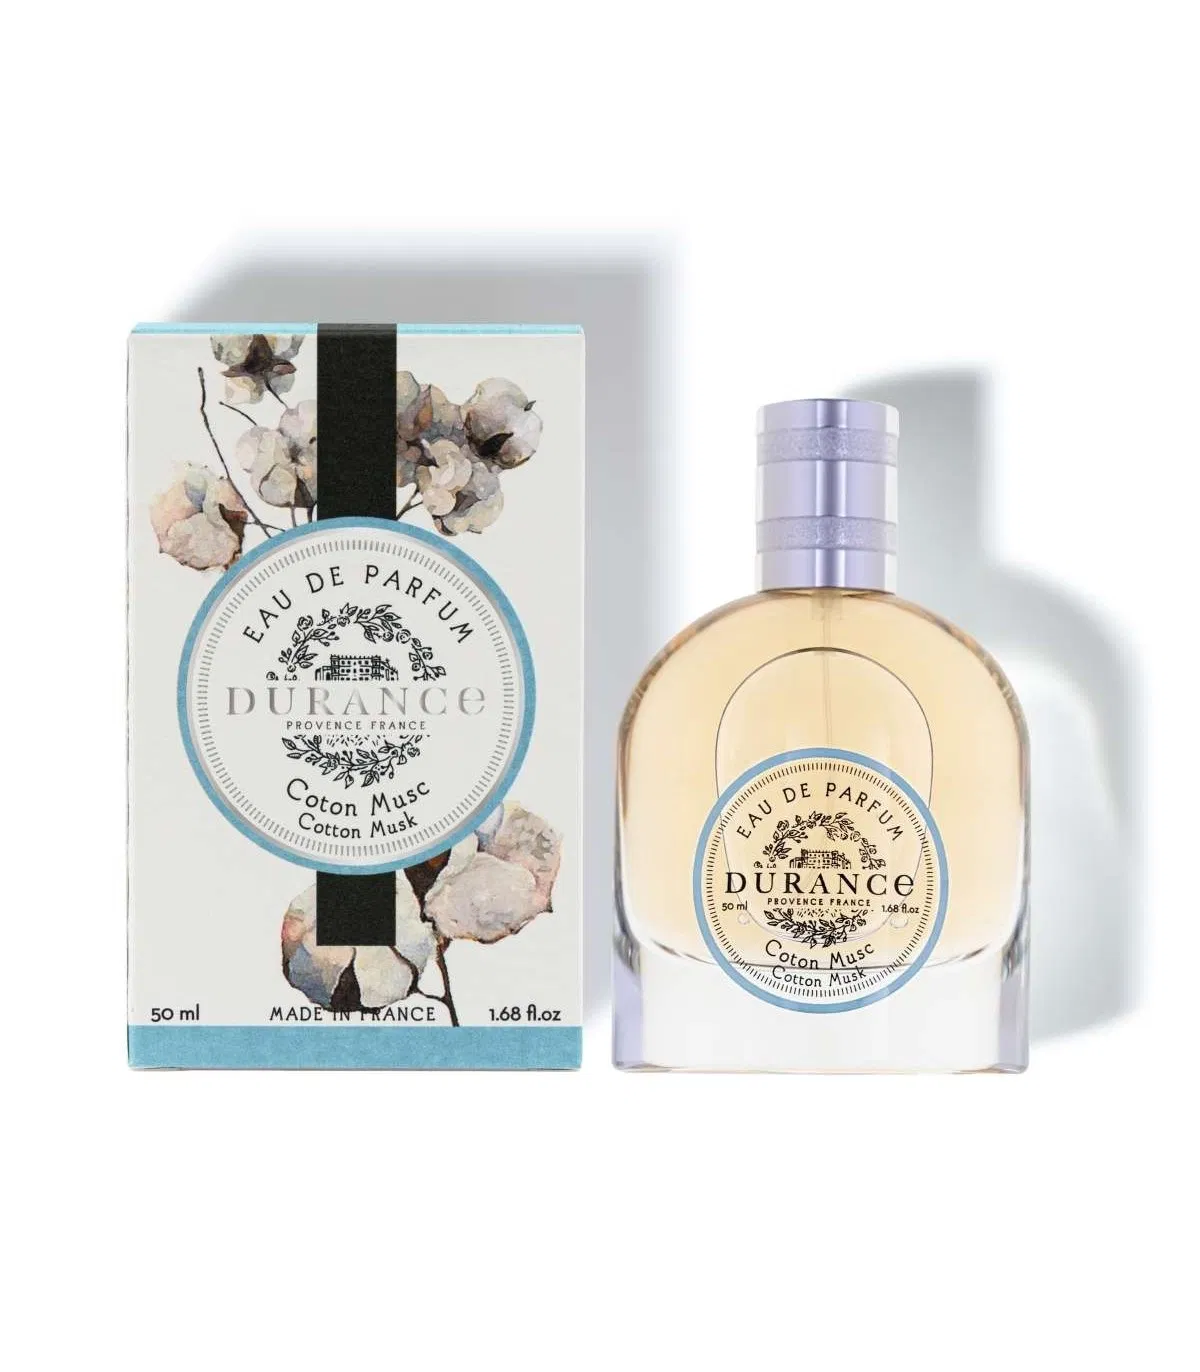 EAU DE PARFUM
DURANCE
PROVENCE FRANCE
Coton Musc
Cotton Musk
50 ml
MADE IN FRANCE
1.68 fl.oz
EAU DE PARFUM
DURANCE
50 ml
PROVENCE FRANCE
1.68 fl.oz
Coton Musc
Cotton Musk